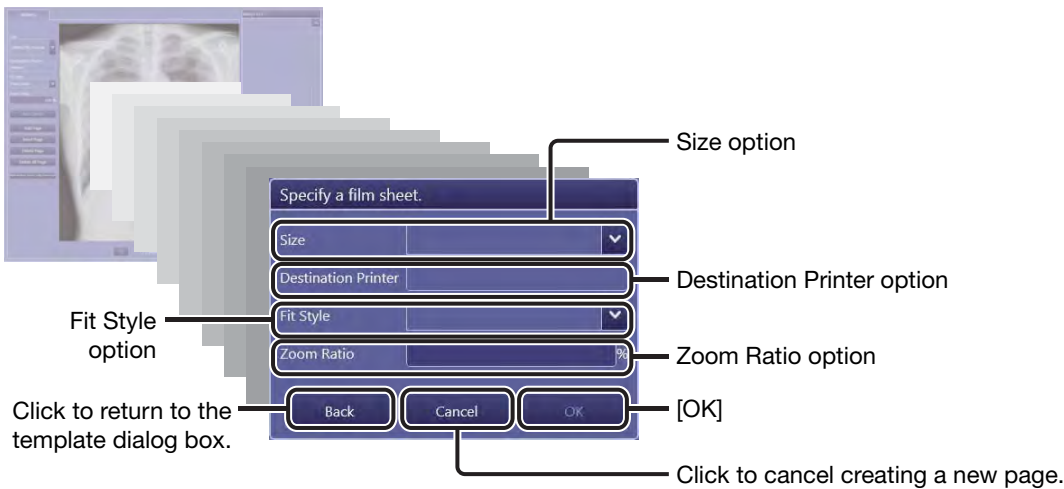 Size option
Specify a film sheet.
Size
Destination Printer
Destination Printer option
Fit Style
option
Fit Style
Zoom Ratio
%
Zoom Ratio option
Click to return to the
template dialog box.
Back
Cancel
OK
[OK]
Click to cancel creating a new page.